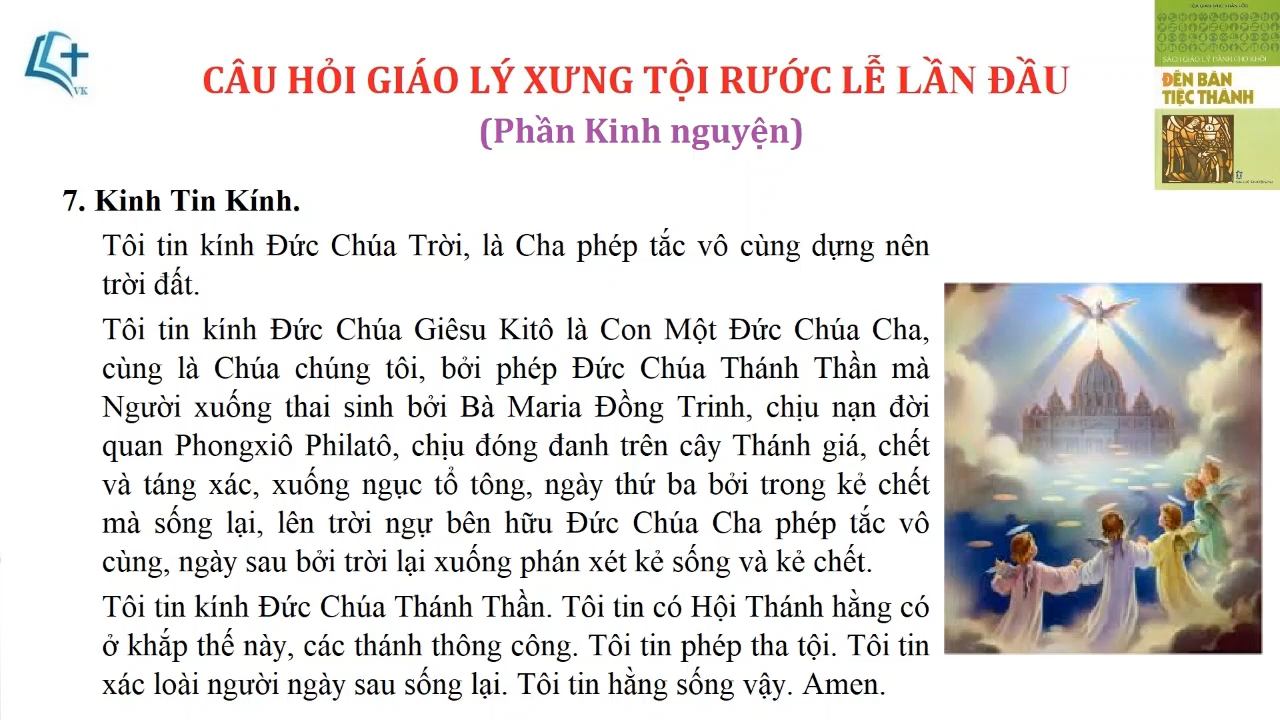 VK
CÂU HỎI GIÁO LÝ XƯNG TỘI RƯỚC LỄ LẦN ĐẦU
(Phần Kinh nguyện)
SÁCH GIÁO LÝ DÀNH CHO KHỐI
ĐẾN BÀN
TIỆC THÁNH
7. Kinh Tin Kính.
Tôi tin kính Đức Chúa Trời, là Cha phép tắc vô cùng dựng nên
trời đất.
Tôi tin kính Đức Chúa Giêsu Kitô là Con Một Đức Chúa Cha,
cùng là Chúa chúng tôi, bởi phép Đức Chúa Thánh Thần mà
Người xuống thai sinh bởi Bà Maria Đồng Trinh, chịu nạn đời
quan Phongxiô Philatô, chịu đóng đanh trên cây Thánh giá, chết
và táng xác, xuống ngục tổ tông, ngày thứ ba bởi trong kẻ chết
mà sống lại, lên trời ngự bên hữu Đức Chúa Cha phép tắc vô
cùng, ngày sau bởi trời lại xuống phán xét kẻ sống và kẻ chết.
Tôi tin kính Đức Chúa Thánh Thần. Tôi tin có Hội Thánh hằng có
ở khắp thế này, các thánh thông công. Tôi tin phép tha tội. Tôi tin
xác loài người ngày sau sống lại. Tôi tin hằng sống vậy. Amen.